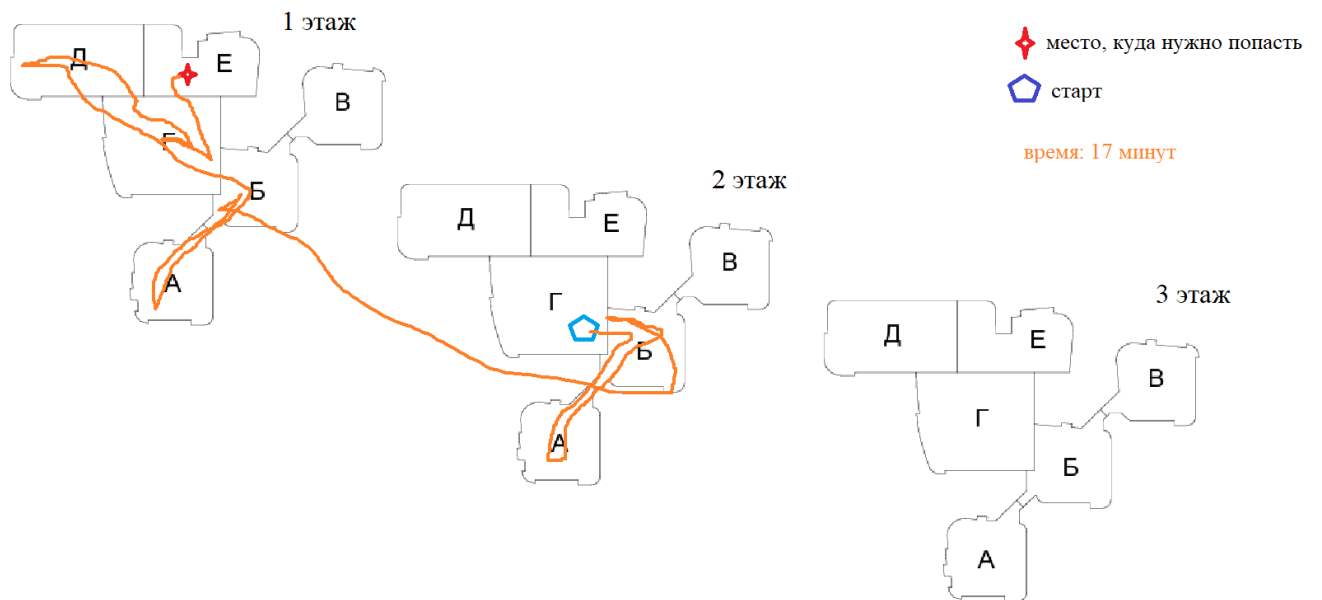 1 этаж
Д
Е
В
Г
Б
А
место, куда нужно попасть
старт
время: 17 минут
2 этаж
Д
Е
В
Г
Б
А
3 этаж
Д
Е
В
Г
Б
А